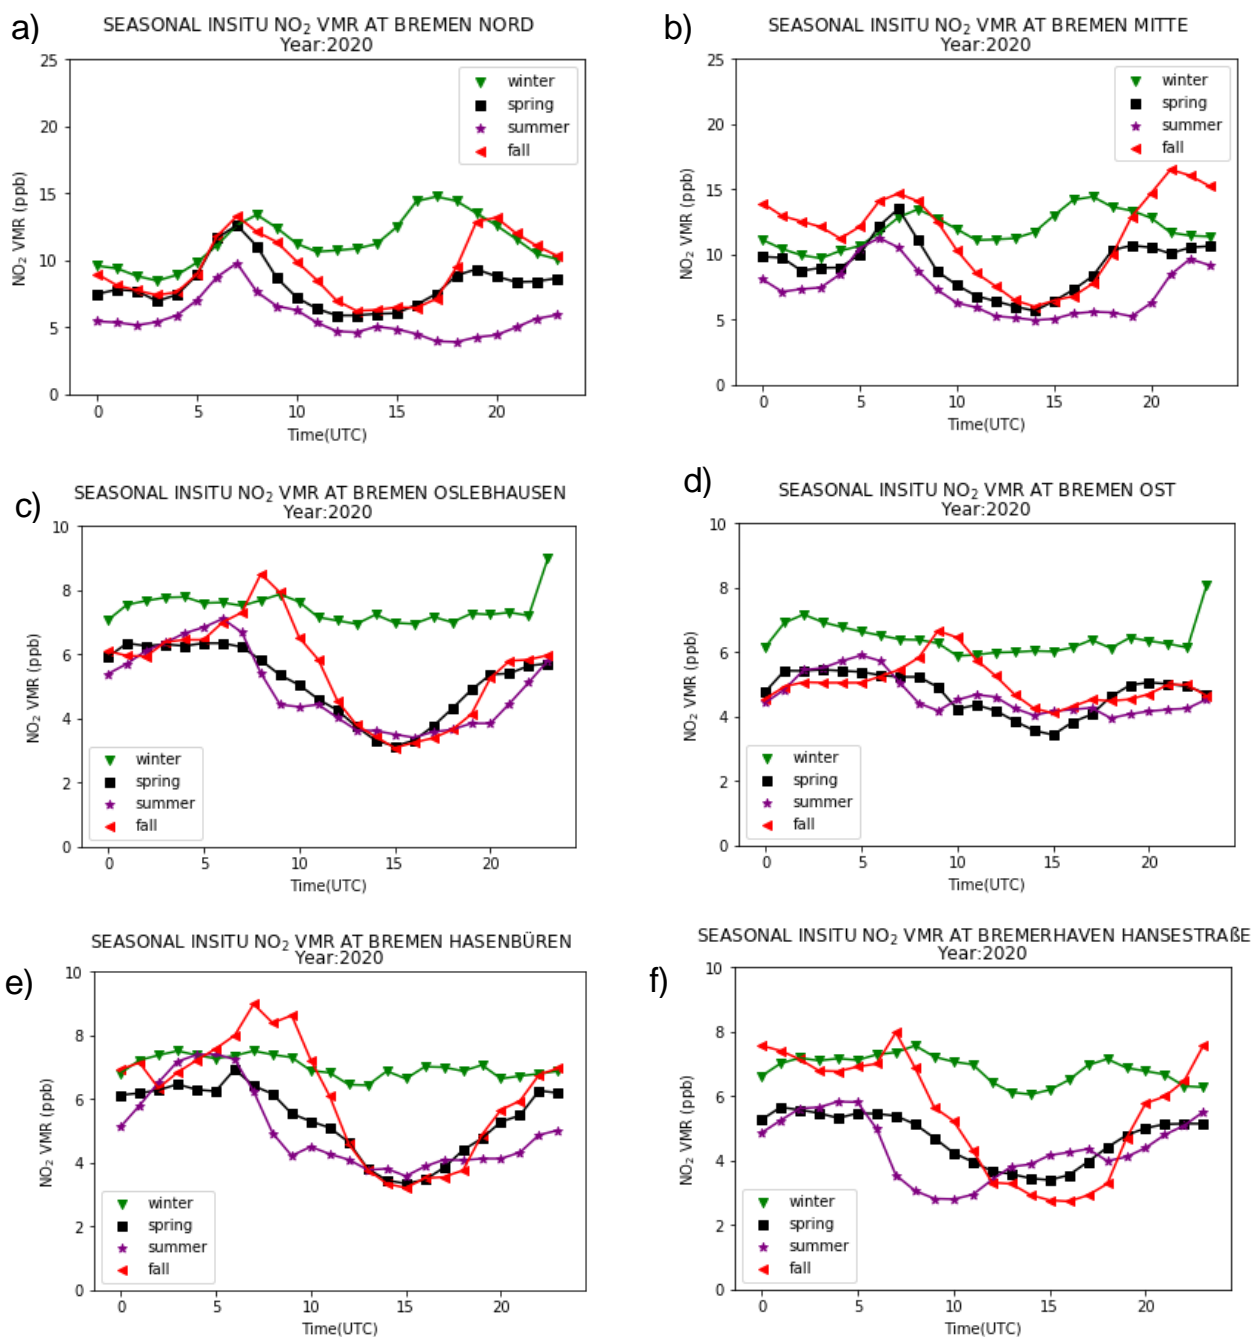 a)
SEASONAL INSITU NO₂ VMR AT BREMEN NORD
Year:2020
25
20
15
10
5
0
NO₂ VMR (ppb)
winter
spring
summer
fall
0 5 10 15 20
Time(UTC)
b)
SEASONAL INSITU NO₂ VMR AT BREMEN MITTE
Year:2020
25
20
15
10
5
0
NO₂ VMR (ppb)
winter
spring
summer
fall
0 5 10 15 20
Time(UTC)
c)
SEASONAL INSITU NO₂ VMR AT BREMEN OSLEBHAUSEN
Year:2020
10
8
6
4
2
0
NO₂ VMR (ppb)
winter
spring
summer
fall
0 5 10 15 20
Time(UTC)
d)
SEASONAL INSITU NO₂ VMR AT BREMEN OST
Year:2020
10
8
6
4
2
0
NO₂ VMR (ppb)
winter
spring
summer
fall
0 5 10 15 20
Time(UTC)
e)
SEASONAL INSITU NO₂ VMR AT BREMEN HASENBÜREN
Year:2020
10
8
6
4
2
0
NO₂ VMR (ppb)
winter
spring
summer
fall
0 5 10 15 20
Time(UTC)
f)
SEASONAL INSITU NO₂ VMR AT BREMERHAVEN HANSESTRAßE
Year:2020
10
8
6
4
2
0
NO₂ VMR (ppb)
winter
spring
summer
fall
0 5 10 15 20
Time(UTC)